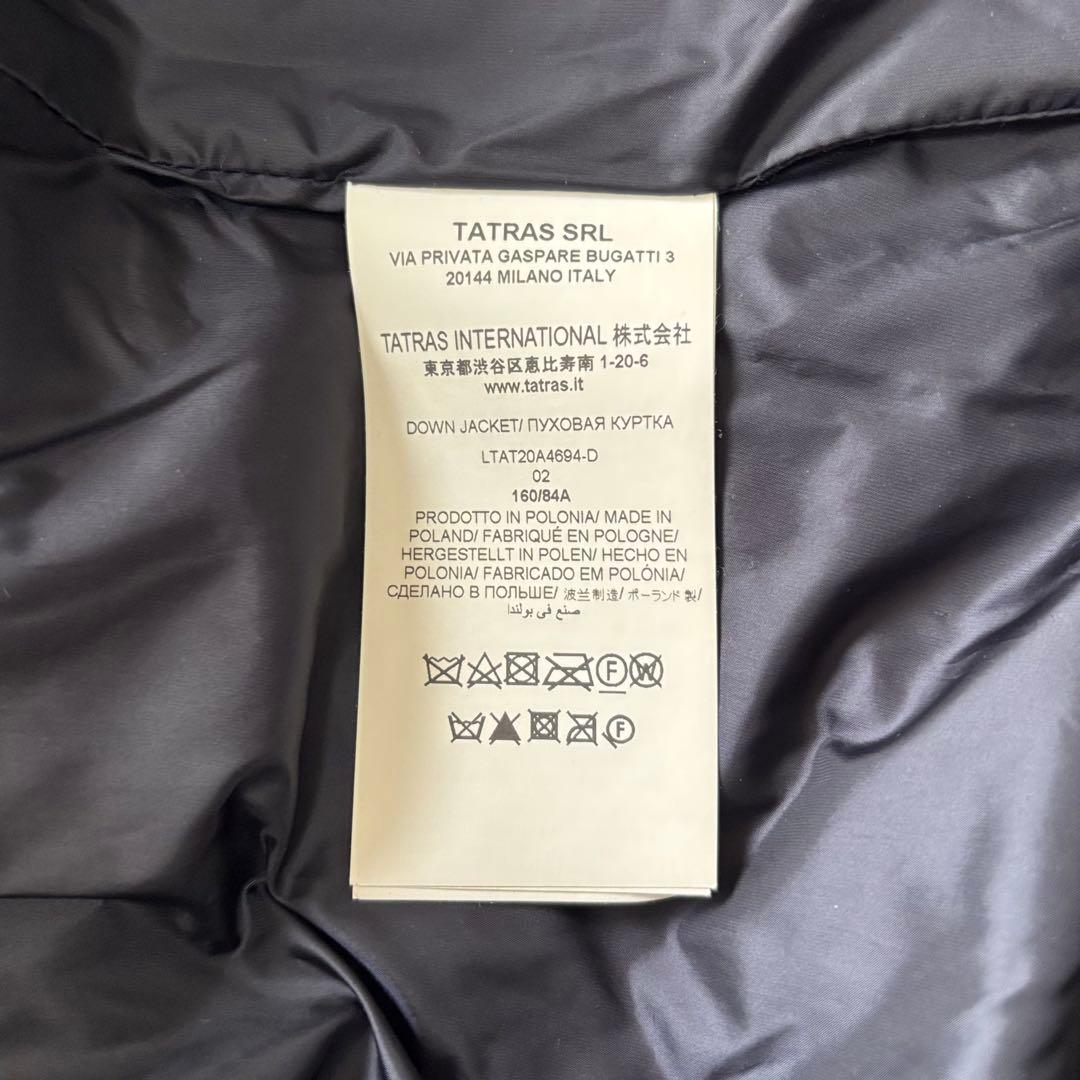 TATRAS SRL
VIA PRIVATA GASPARE BUGATTI 3
20144 MILANO ITALY
TATRAS INTERNATIONAL 株式会社
東京都渋谷区恵比寿南 1-20-6
www.tatras.it
DOWN JACKET/ ПУХОВАЯ КУРТКА
LTAT20A4694-D
02
160/84A
PRODOTTO IN POLONIA/ MADE IN
POLAND/ FABRIQUÉ EN POLOGNE/
HERGESTELLT IN POLEN/ HECHO EN
POLONIA/ FABRICADO EM POLÓNIA/
СДЕЛАНО В ПОЛЬШЕ/ 波兰制造/ ポーランド製/
صنع في بولندا
F W
F